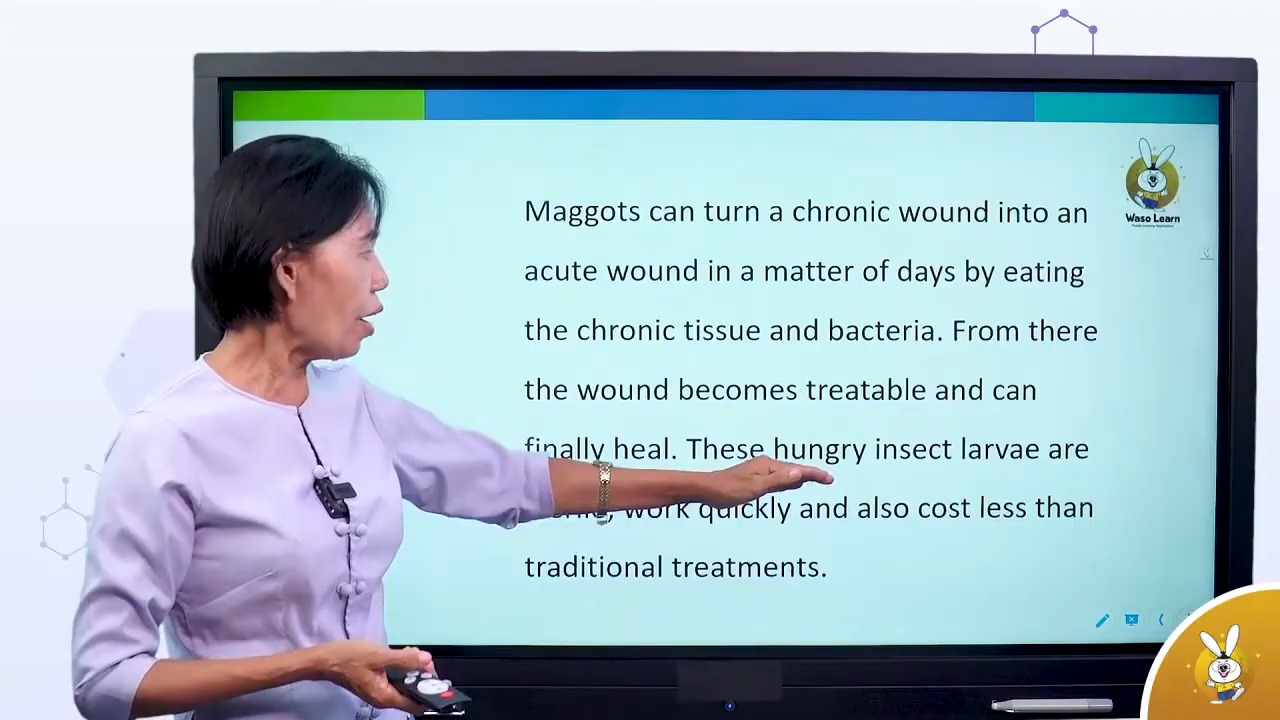 Maggots can turn a chronic wound into an
acute wound in a matter of days by eating
the chronic tissue and bacteria. From there
the wound becomes treatable and can
finally heal. These hungry insect larvae are
work quickly and also cost less than
traditional treatments.
Waso Learn